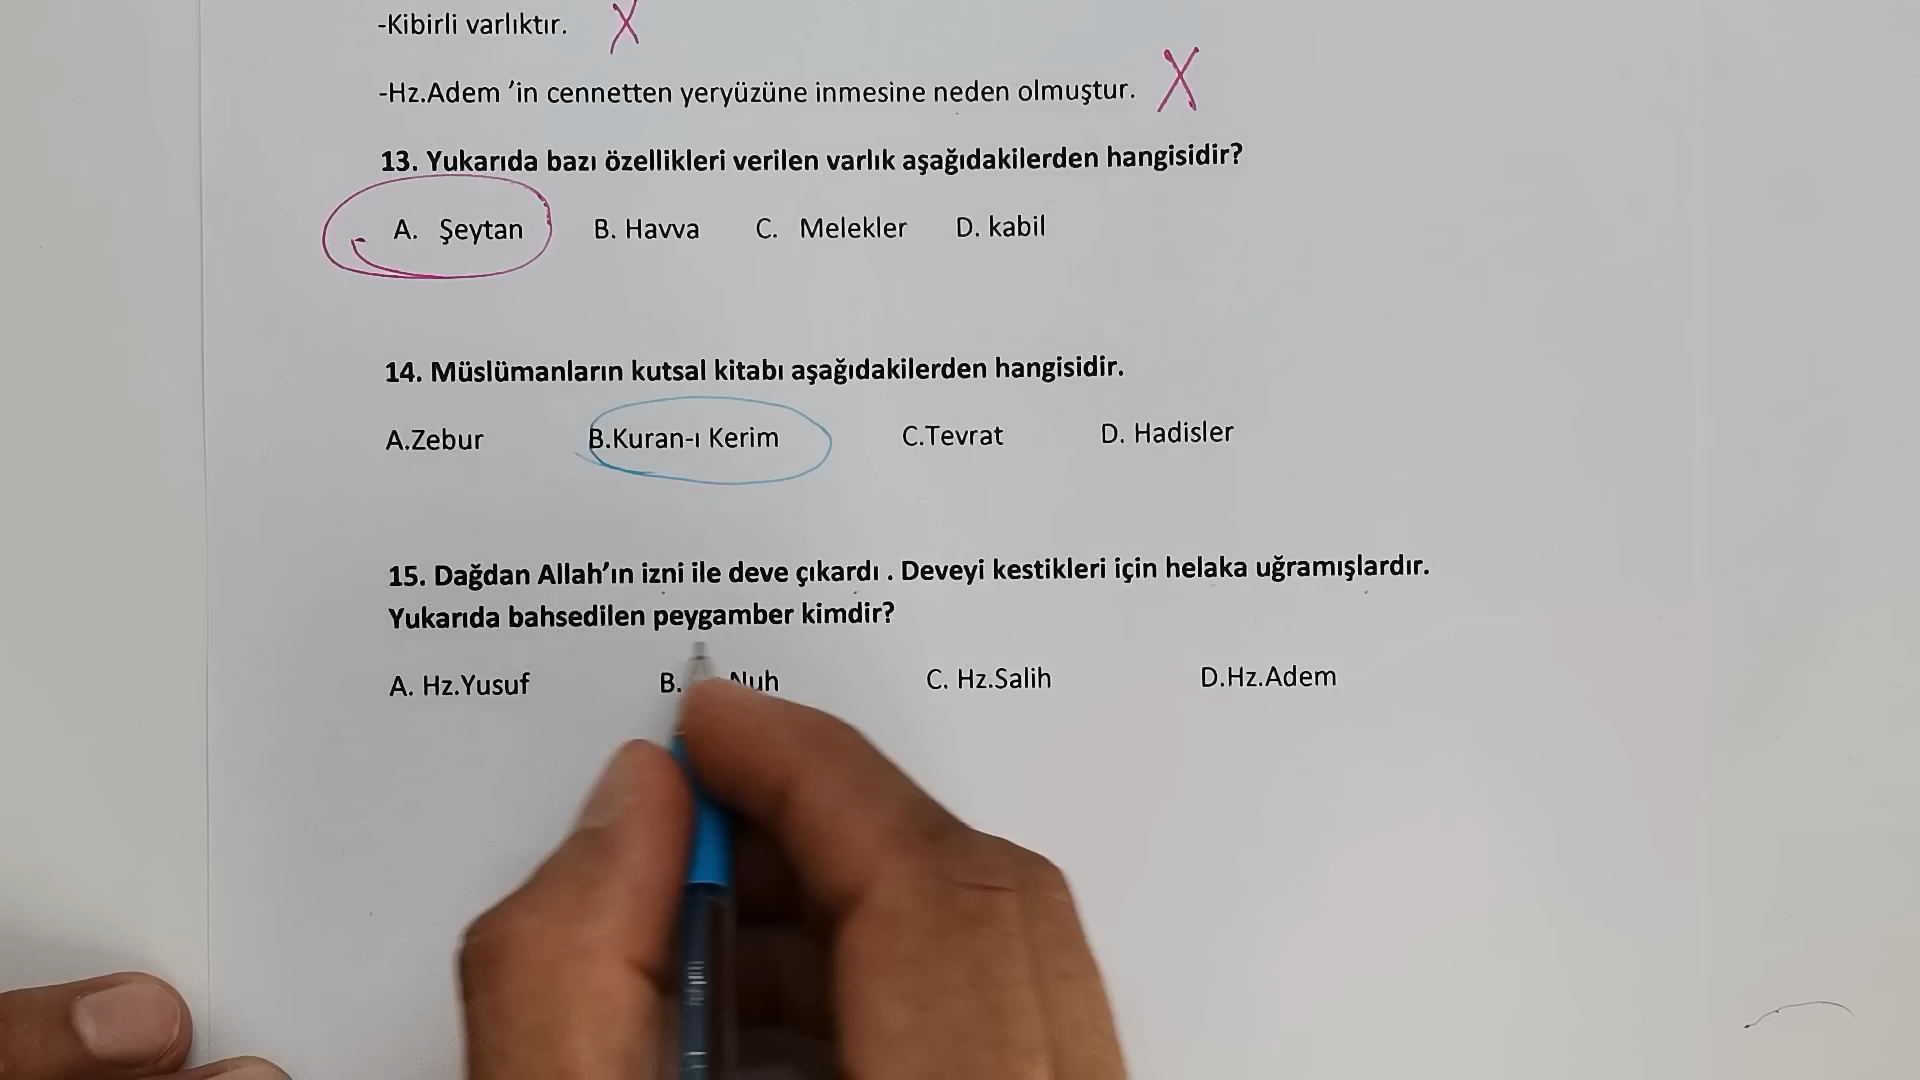 -Kibirli varlıktır. X
-Hz.Adem ’in cennetten yeryüzüne inmesine neden olmuştur. X
13. Yukarıda bazı özellikleri verilen varlık aşağıdakilerden hangisidir?
A. Şeytan B. Havva C. Melekler D. kabil
14. Müslümanların kutsal kitabı aşağıdakilerden hangisidir.
A.Zebur B.Kuran-ı Kerim C.Tevrat D. Hadisler
15. Dağdan Allah’ın izni ile deve çıkardı . Deveyi kestikleri için helaka uğramışlardır.
Yukarıda bahsedilen peygamber kimdir?
A. Hz.Yusuf B. Nuh C. Hz.Salih D.Hz.Adem